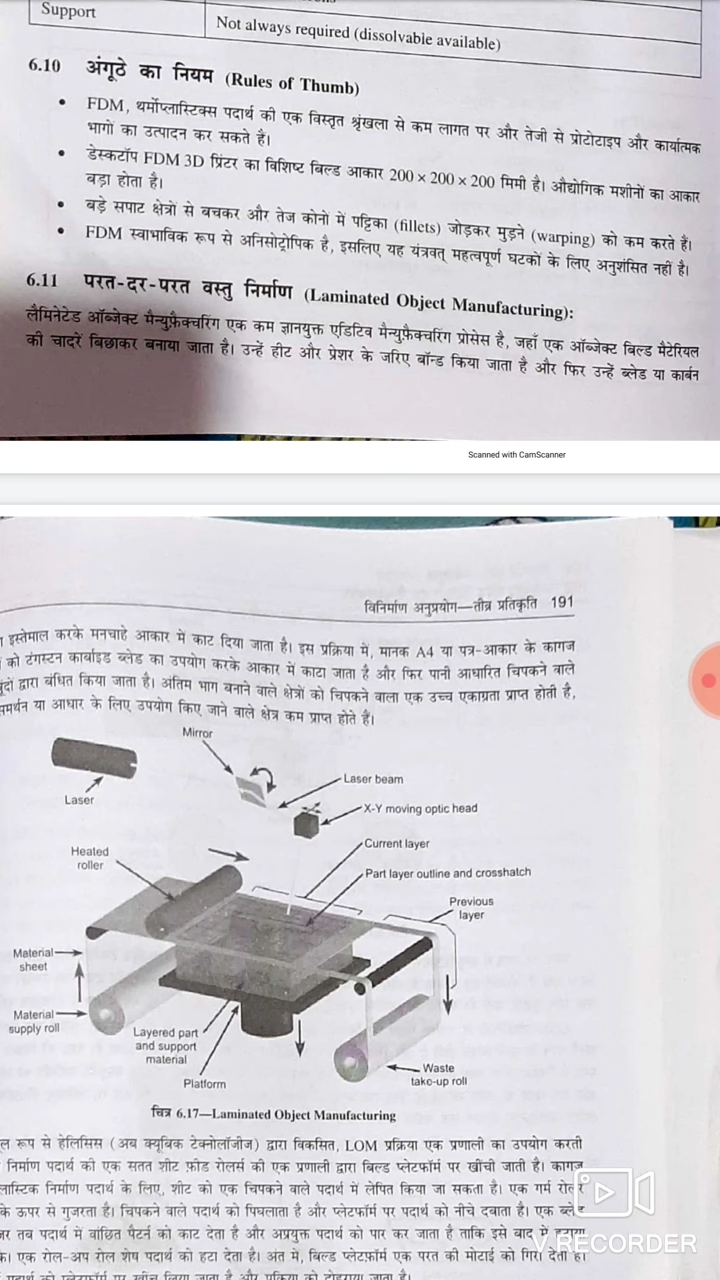 Support
Not always required (dissolvable available)
6.10 अंगूठे का नियम (Rules of Thumb)
• FDM, थर्मोप्लास्टिक्स पदार्थ की एक विस्तृत श्रृंखला से कम लागत पर और तेजी से प्रोटोटाइप और कार्यात्मक
भागों का उत्पादन कर सकते हैं।
• डेस्कटॉप FDM 3D प्रिंटर का विशिष्ट बिल्ड आकार 200 × 200 × 200 मिमी है। औद्योगिक मशीनों का आकार
बड़ा होता है।
• बड़े सपाट क्षेत्रों से बचकर और तेज कोनों में पट्टिका (fillets) जोड़कर मुड़ने (warping) को कम करते हैं।
• FDM स्वाभाविक रूप से अनिसोट्रोपिक है, इसलिए यह यंत्रवत् महत्वपूर्ण घटकों के लिए अनुशंसित नहीं है।
6.11 परत-दर-परत वस्तु निर्माण (Laminated Object Manufacturing):
लैमिनेटेड ऑब्जेक्ट मैन्युफ़ैक्चरिंग एक कम ज्ञानयुक्त एडिटिव मैन्युफ़ैक्चरिंग प्रोसेस है, जहाँ एक ऑब्जेक्ट बिल्ड मैटेरियल
की चादरें बिछाकर बनाया जाता है। उन्हें हीट और प्रेशर के जरिए बॉन्ड किया जाता है और फिर उन्हें ब्लेड या कार्बन
Scanned with CamScanner
विनिर्माण अनुप्रयोग—तीव्र प्रतिकृति 191
इस्तेमाल करके मनचाहे आकार में काट दिया जाता है। इस प्रक्रिया में, मानक A4 या पत्र-आकार के कागज
को टंगस्टन कार्बाइड ब्लेड का उपयोग करके आकार में काटा जाता है और फिर पानी आधारित चिपकने वाले
द्वारा बंधित किया जाता है। अंतिम भाग बनाने वाले क्षेत्रों को चिपकने वाला एक उच्च एकाग्रता प्राप्त होती है,
समर्थन या आधार के लिए उपयोग किए जाने वाले क्षेत्र कम प्राप्त होते हैं।
Mirror
Laser beam
Laser
X-Y moving optic head
Heated
roller
Current layer
Part layer outline and crosshatch
Previous
layer
Material
sheet
Material
supply roll
Layered part
and support
material
Platform
Waste
take-up roll
चित्र 6.17—Laminated Object Manufacturing
रूप से हेलिसिस (अब क्यूबिक टेक्नोलॉजीज) द्वारा विकसित, LOM प्रक्रिया एक प्रणाली का उपयोग करती
निर्माण पदार्थ की एक सतत शीट फ़ीड रोलर्स की एक प्रणाली द्वारा बिल्ड प्लेटफॉर्म पर खींची जाती है। कागज
निर्माण पदार्थ के लिए, शीट को एक चिपकने वाले पदार्थ में लेपित किया जा सकता है। एक गर्म रोलर
के ऊपर से गुजरता है। चिपकने वाले पदार्थ को पिघलाता है और प्लेटफॉर्म पर पदार्थ को नीचे दबाता है। एक ब्लेड
तब पदार्थ में वांछित पैटर्न को काट देता है और अप्रयुक्त पदार्थ को पार कर जाता है ताकि इसे बाद में हटाया
एक रोल-अप रोल शेष पदार्थ को हटा देता है। अंत में, बिल्ड प्लेटफ़ॉर्म एक परत की मोटाई को गिरा देता है।
V RECORDER